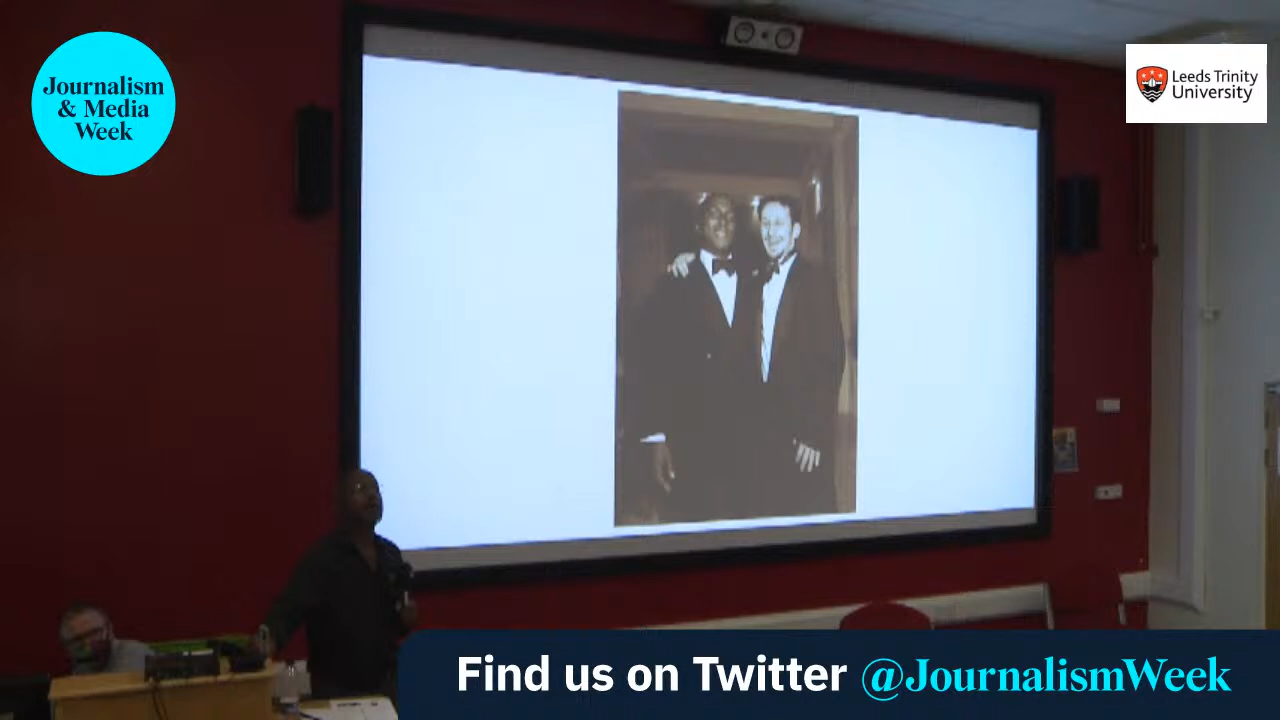 Journalism
& Media
Week
Leeds Trinity
University
Find us on Twitter @JournalismWeek